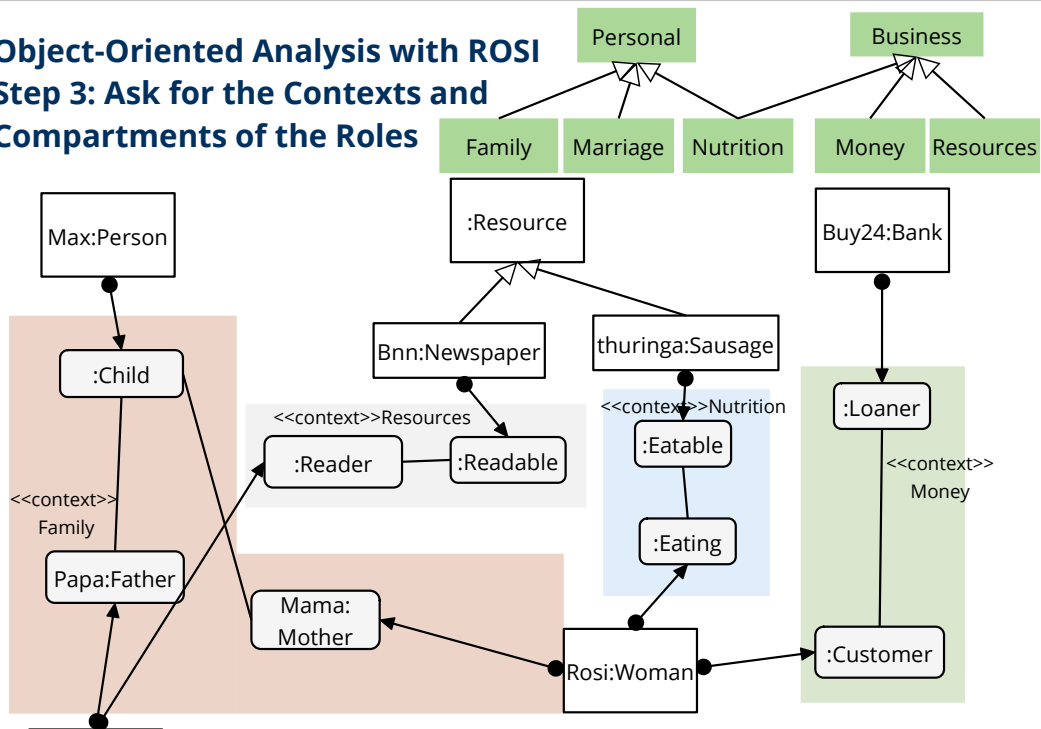 Object-Oriented Analysis with ROSI
Step 3: Ask for the Contexts and
Compartments of the Roles
Personal
Business
Family
Marriage
Nutrition
Money
Resources
Max:Person
:Resource
Buy24:Bank
Bnn:Newspaper
thuringa:Sausage
:Child
<<context>>Resources
<<context>>Nutrition
:Loaner
:Reader
:Readable
:Eatable
<<context>>
Money
<<context>>
Family
:Eating
Papa:Father
Mama:
Mother
Rosi:Woman
:Customer